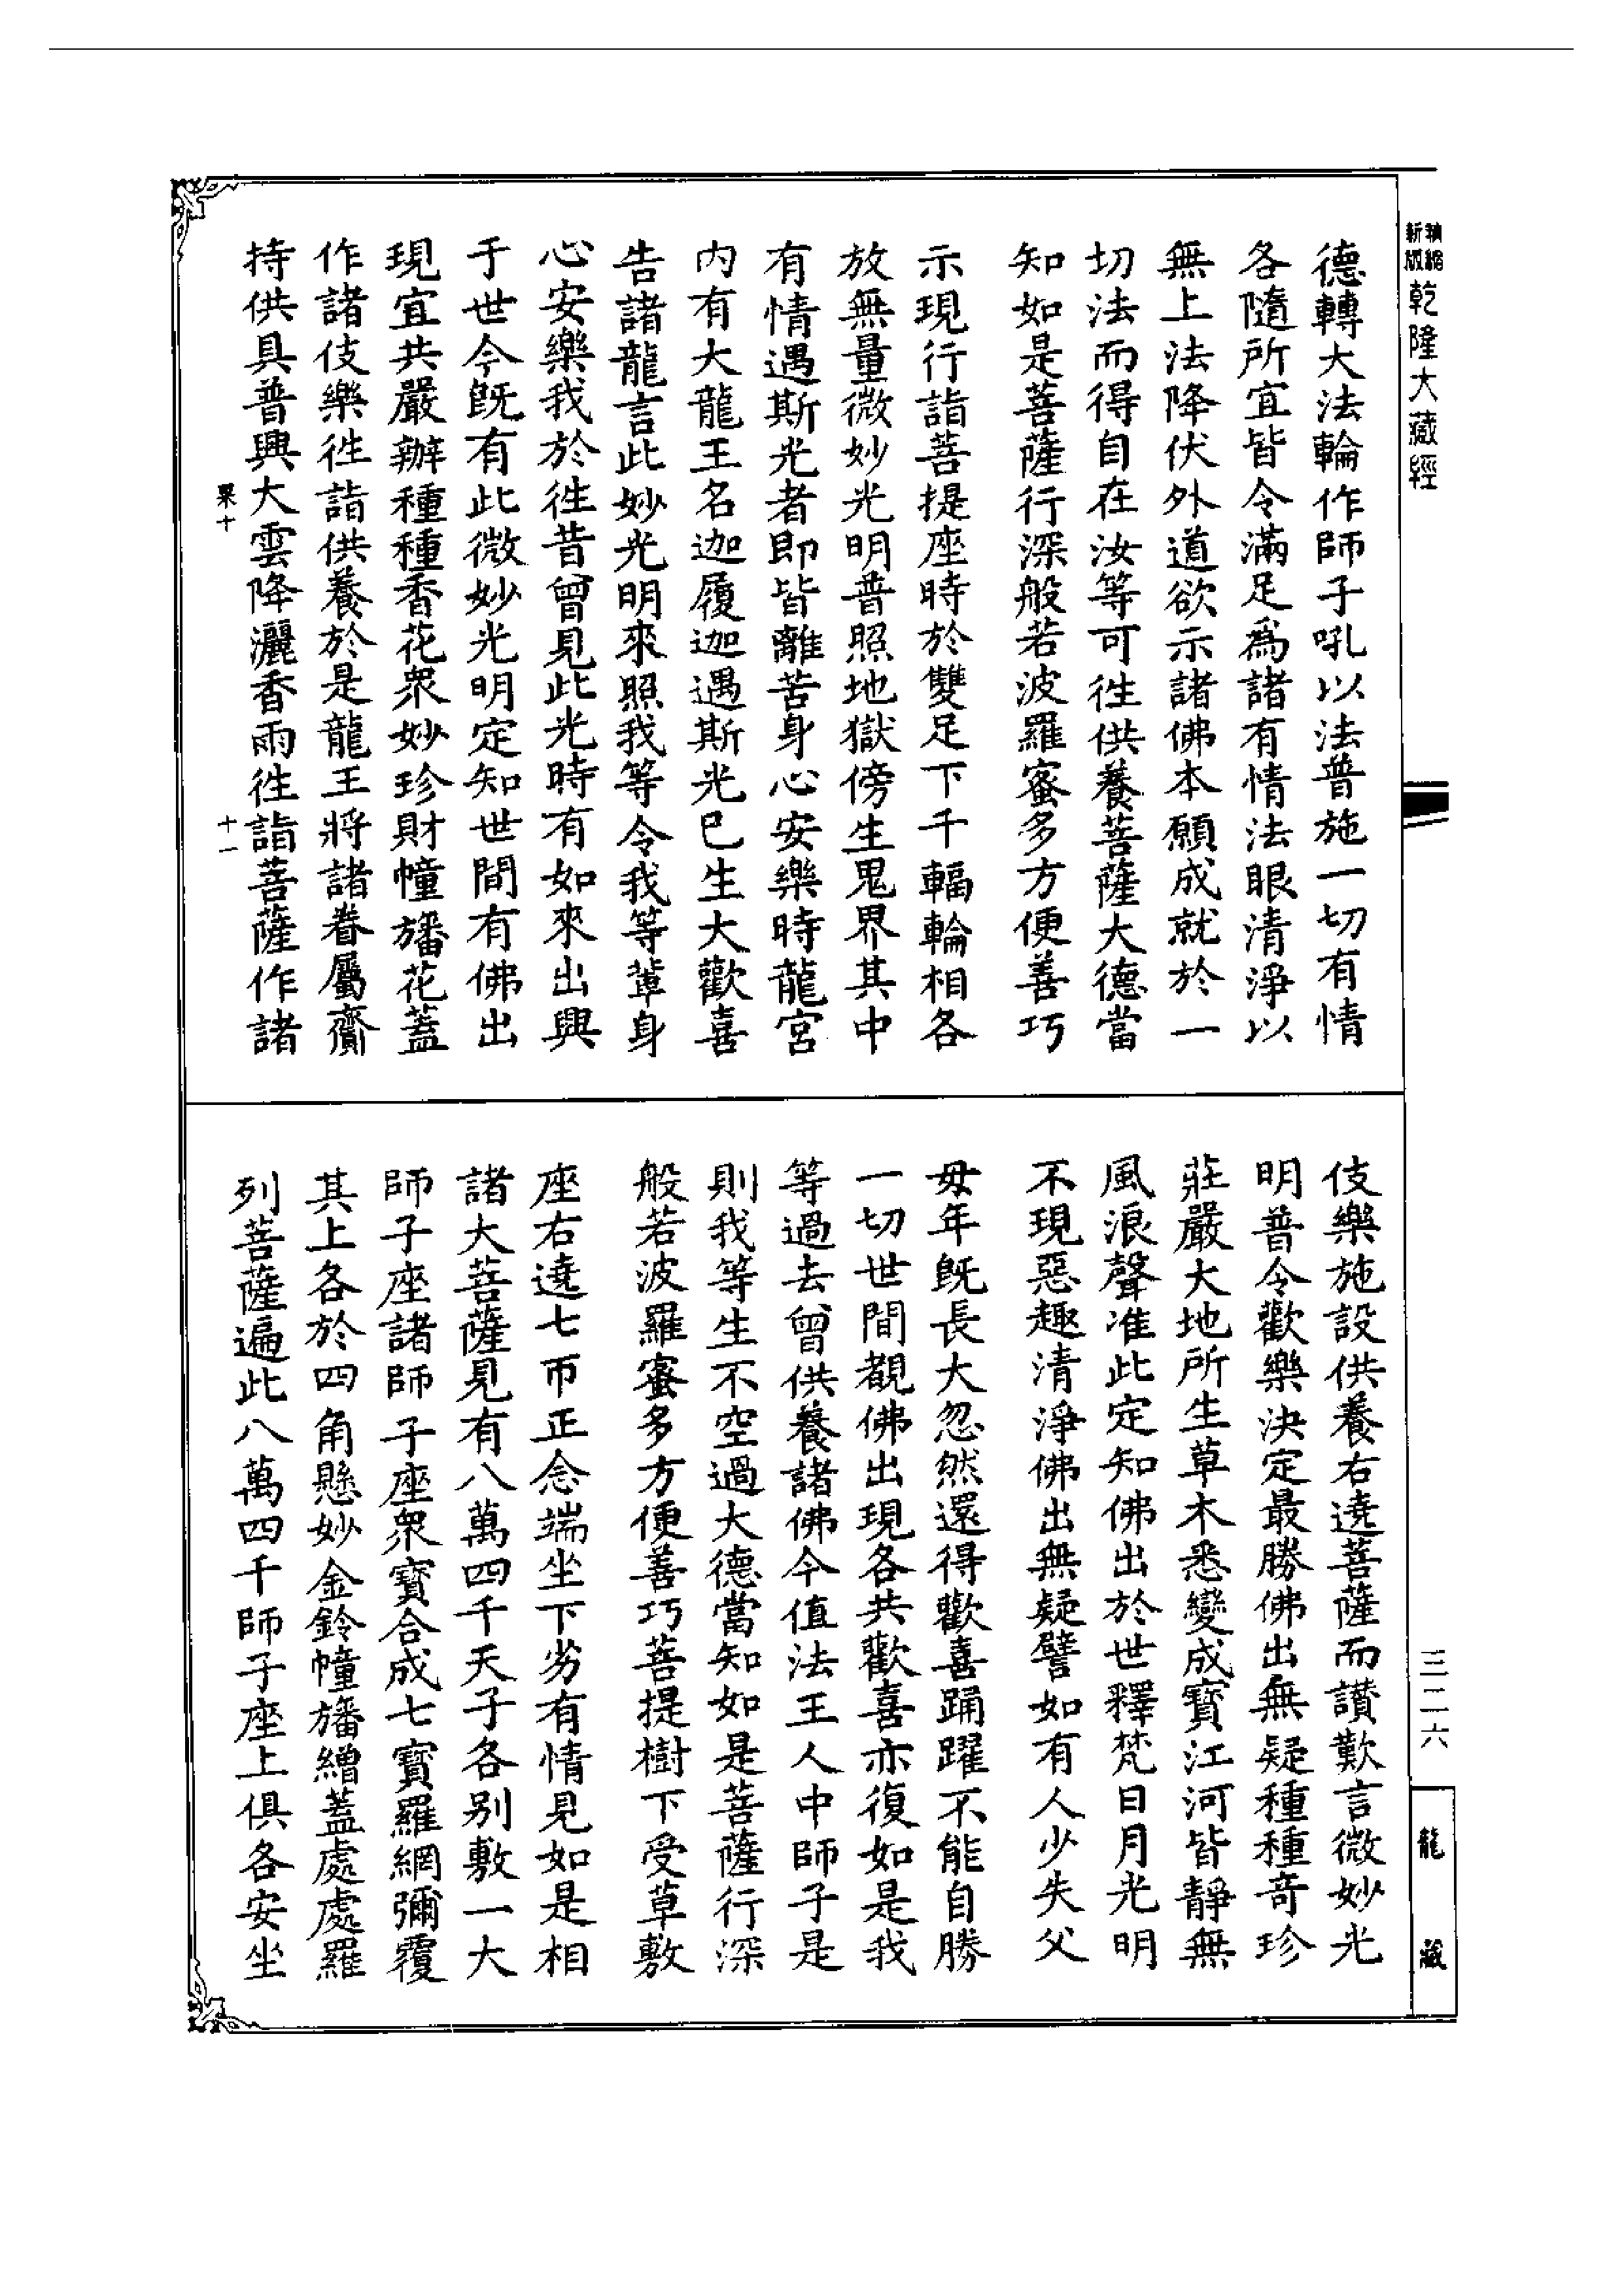 新版精縮乾隆大藏經
德轉大法輪作師子吼以法普施一切有情
各隨所宜皆令滿足爲諸有情法眼清淨以
無上法降伏外道欲示諸佛本願成就於一
切法而得自在汝等可徃供養菩薩大德當
知如是菩薩行深般若波羅蜜多方便善巧
示現行詣菩提座時於雙足下千輻輪相各
放無量微妙光明普照地獄傍生鬼界其中
有情遇斯光者即皆離苦身心安樂時龍宮
內有大龍王名迦履迦遇斯光已生大歡喜
告諸龍言此妙光明來照我等令我等輩身
心安樂我於徃昔曾見此光時有如來出興
于世今旣有此微妙光明定知世間有佛出
現宜共嚴辦種種香花衆妙珍財幢旛花蓋
作諸伎樂徃詣供養於是龍王將諸眷屬齎
持供具普興大雲降灑香雨徃詣菩薩作諸
杲十
十一
伎樂施設供養右遶菩薩而讃歎言微妙光
明普令歡樂決定最勝佛出無疑種種竒珍
莊嚴大地所生草木悉變成寳江河皆靜無
風浪聲准此定知佛出於世釋梵日月光明
不現惡趣清淨佛出無疑譬如有人少失父
毋年旣長大忽然還得歡喜踊躍不能自勝
一切世間覩佛出現各共歡喜亦復如是我
等過去曾供養諸佛今值法王人中師子是
則我等生不空過大德當知如是菩薩行深
般若波羅蜜多方便善巧菩提樹下受草敷
座右遶七帀正念端坐下劣有情見如是相
諸大菩薩見有八萬四千天子各别敷一大
師子座諸師子座衆寳合成七寳羅網彌覆
其上各於四角懸妙金鈴幢旛繒蓋處處羅
列菩薩遍此八萬四千師子座上俱各安坐
三二六
龍藏